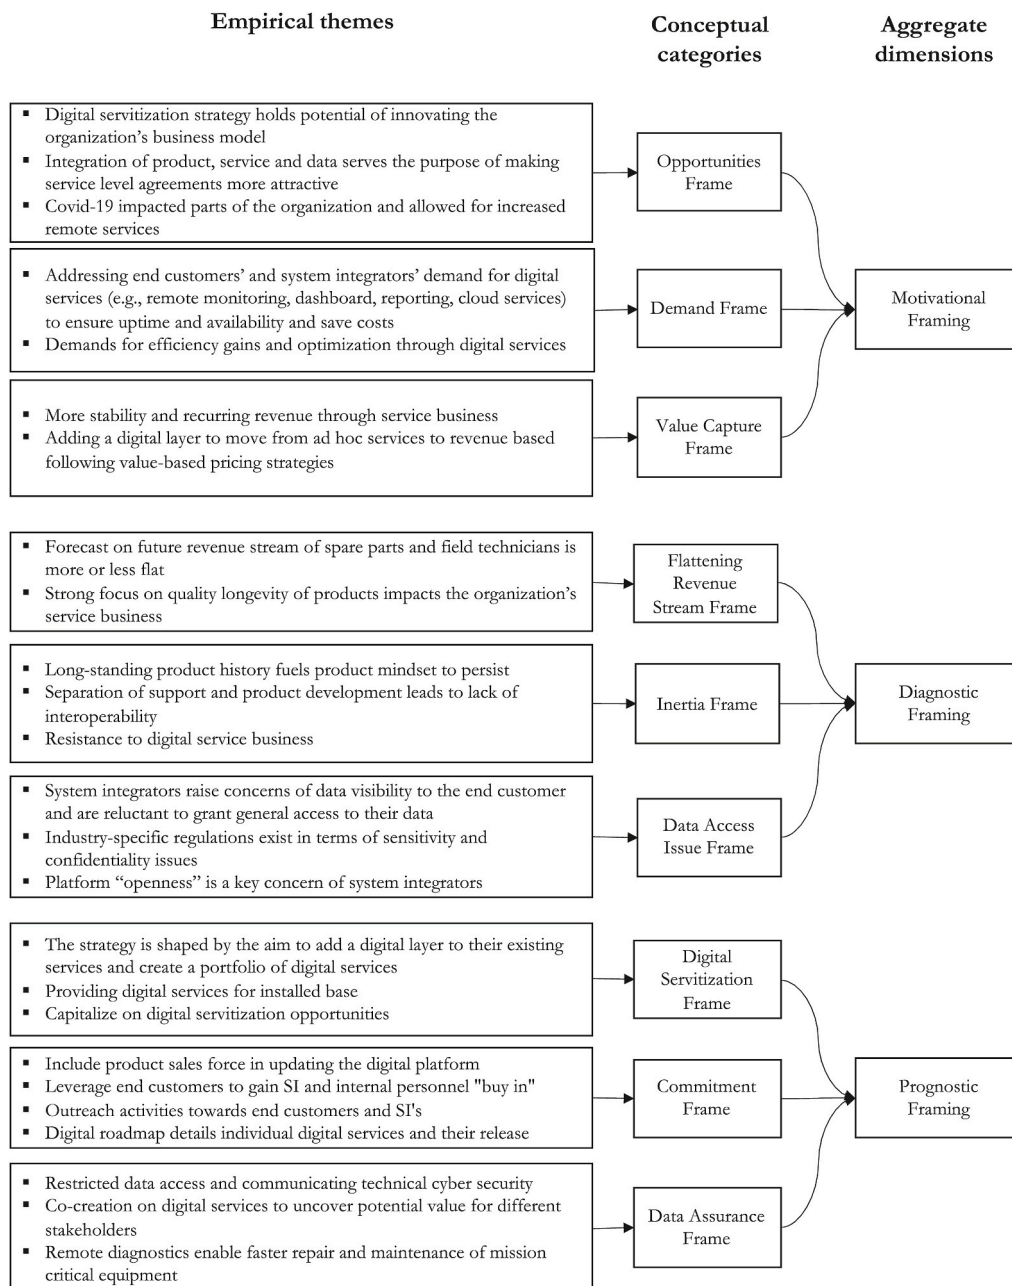 Empirical themes
Conceptual
categories
Aggregate
dimensions
▪ Digital servitization strategy holds potential of innovating the
organization’s business model
▪ Integration of product, service and data serves the purpose of making
service level agreements more attractive
▪ Covid-19 impacted parts of the organization and allowed for increased
remote services
Opportunities
Frame
▪ Addressing end customers’ and system integrators’ demand for digital
services (e.g., remote monitoring, dashboard, reporting, cloud services)
to ensure uptime and availability and save costs
▪ Demands for efficiency gains and optimization through digital services
Demand Frame
Motivational
Framing
▪ More stability and recurring revenue through service business
▪ Adding a digital layer to move from ad hoc services to revenue based
following value-based pricing strategies
Value Capture
Frame
▪ Forecast on future revenue stream of spare parts and field technicians is
more or less flat
▪ Strong focus on quality longevity of products impacts the organization’s
service business
Flattening
Revenue
Stream Frame
▪ Long-standing product history fuels product mindset to persist
▪ Separation of support and product development leads to lack of
interoperability
▪ Resistance to digital service business
Inertia Frame
Diagnostic
Framing
▪ System integrators raise concerns of data visibility to the end customer
and are reluctant to grant general access to their data
▪ Industry-specific regulations exist in terms of sensitivity and
confidentiality issues
▪ Platform “openness” is a key concern of system integrators
Data Access
Issue Frame
▪ The strategy is shaped by the aim to add a digital layer to their existing
services and create a portfolio of digital services
▪ Providing digital services for installed base
▪ Capitalize on digital servitization opportunities
Digital
Servitization
Frame
▪ Include product sales force in updating the digital platform
▪ Leverage end customers to gain SI and internal personnel "buy in"
▪ Outreach activities towards end customers and SI's
▪ Digital roadmap details individual digital services and their release
Commitment
Frame
Prognostic
Framing
▪ Restricted data access and communicating technical cyber security
▪ Co-creation on digital services to uncover potential value for different
stakeholders
▪ Remote diagnostics enable faster repair and maintenance of mission
critical equipment
Data Assurance
Frame